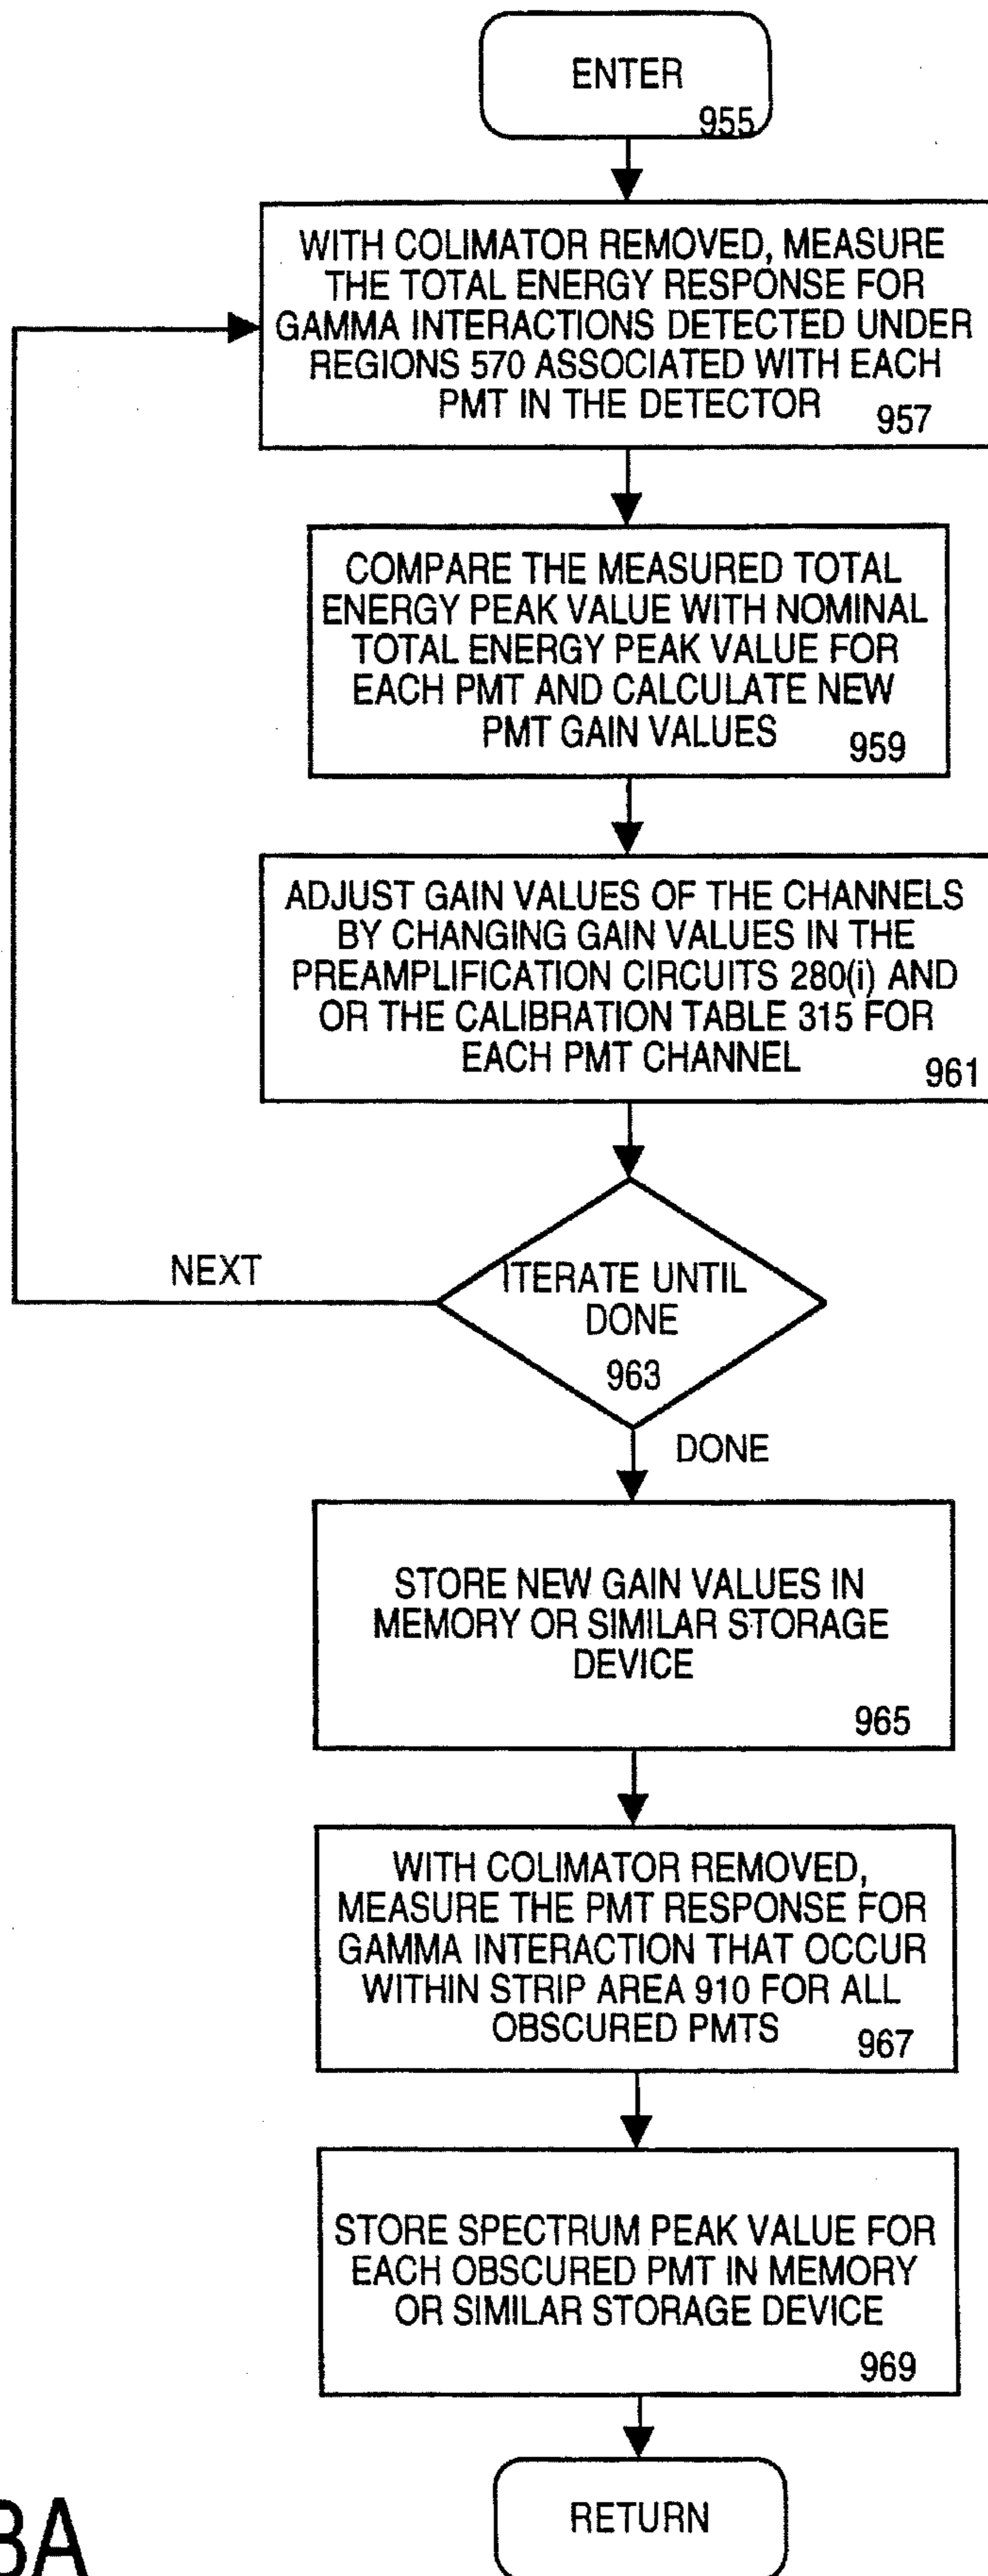 ENTER
955
WITH COLIMATOR REMOVED, MEASURE
THE TOTAL ENERGY RESPONSE FOR
GAMMA INTERACTIONS DETECTED UNDER
REGIONS 570 ASSOCIATED WITH EACH
PMT IN THE DETECTOR
957
COMPARE THE MEASURED TOTAL
ENERGY PEAK VALUE WITH NOMINAL
TOTAL ENERGY PEAK VALUE FOR
EACH PMT AND CALCULATE NEW
PMT GAIN VALUES
959
ADJUST GAIN VALUES OF THE CHANNELS
BY CHANGING GAIN VALUES IN THE
PREAMPLIFICATION CIRCUITS 280(i) AND
OR THE CALIBRATION TABLE 315 FOR
EACH PMT CHANNEL
961
NEXT
ITERATE UNTIL
DONE
963
DONE
STORE NEW GAIN VALUES IN
MEMORY OR SIMILAR STORAGE
DEVICE
965
WITH COLIMATOR REMOVED,
MEASURE THE PMT RESPONSE FOR
GAMMA INTERACTION THAT OCCUR
WITHIN STRIP AREA 910 FOR ALL
OBSCURED PMTS
967
STORE SPECTRUM PEAK VALUE FOR
EACH OBSCURED PMT IN MEMORY
OR SIMILAR STORAGE DEVICE
969
RETURN